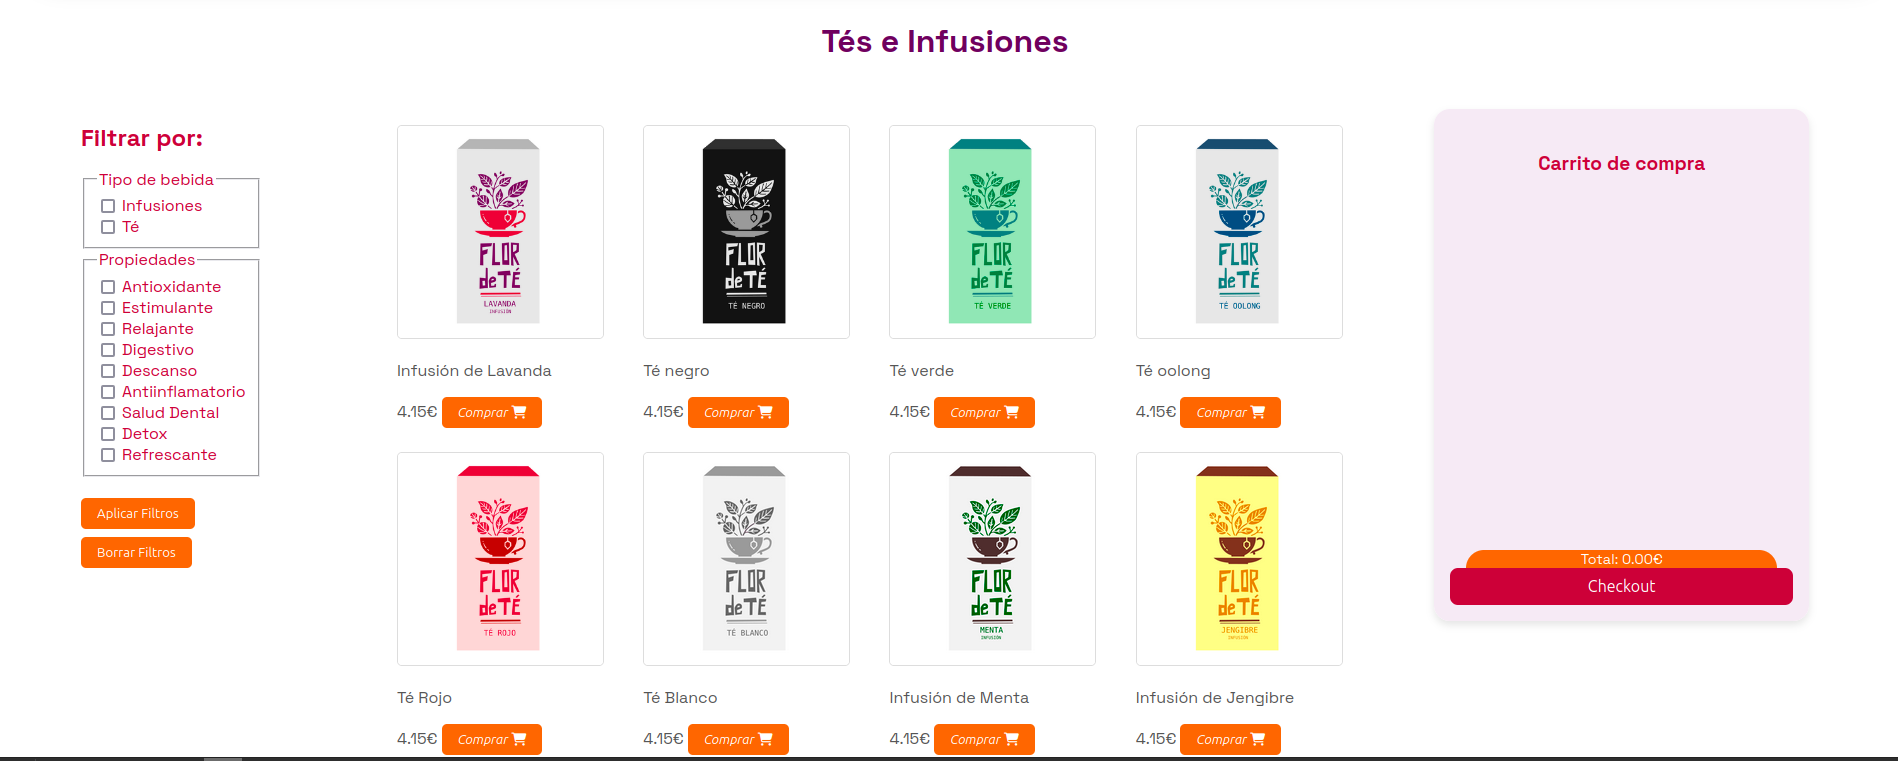 Tés e Infusiones
Filtrar por:
Tipo de bebida
Infusiones
Té
Propiedades
Antioxidante
Estimulante
Relajante
Digestivo
Descanso
Antiinflamatorio
Salud Dental
Detox
Refrescante
Aplicar Filtros
Borrar Filtros
FLOR
de TÉ
LAVANDA
INFUSIÓN
Infusión de Lavanda
4.15€ Comprar
FLOR
de TÉ
TÉ NEGRO
Té negro
4.15€ Comprar
FLOR
de TÉ
TÉ VERDE
Té verde
4.15€ Comprar
FLOR
de TÉ
TÉ OOLONG
Té oolong
4.15€ Comprar
FLOR
de TÉ
TÉ ROJO
Té Rojo
4.15€ Comprar
FLOR
de TÉ
TÉ BLANCO
Té Blanco
4.15€ Comprar
FLOR
de TÉ
MENTA
INFUSIÓN
Infusión de Menta
4.15€ Comprar
FLOR
de TÉ
JENGIBRE
INFUSIÓN
Infusión de Jengibre
4.15€ Comprar
Carrito de compra
Total: 0.00€
Checkout